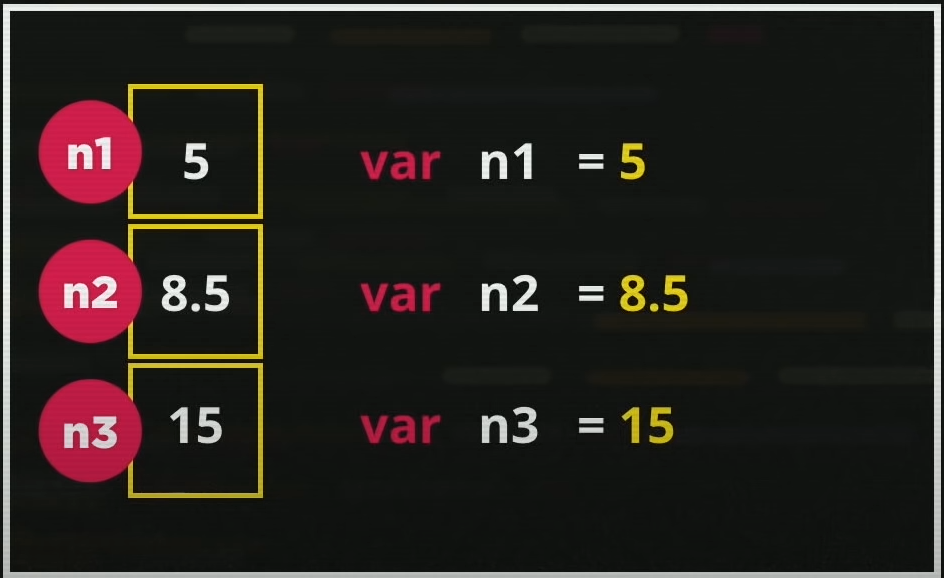 n1 5 var n1 = 5
n2 8.5 var n2 = 8.5
n3 15 var n3 = 15